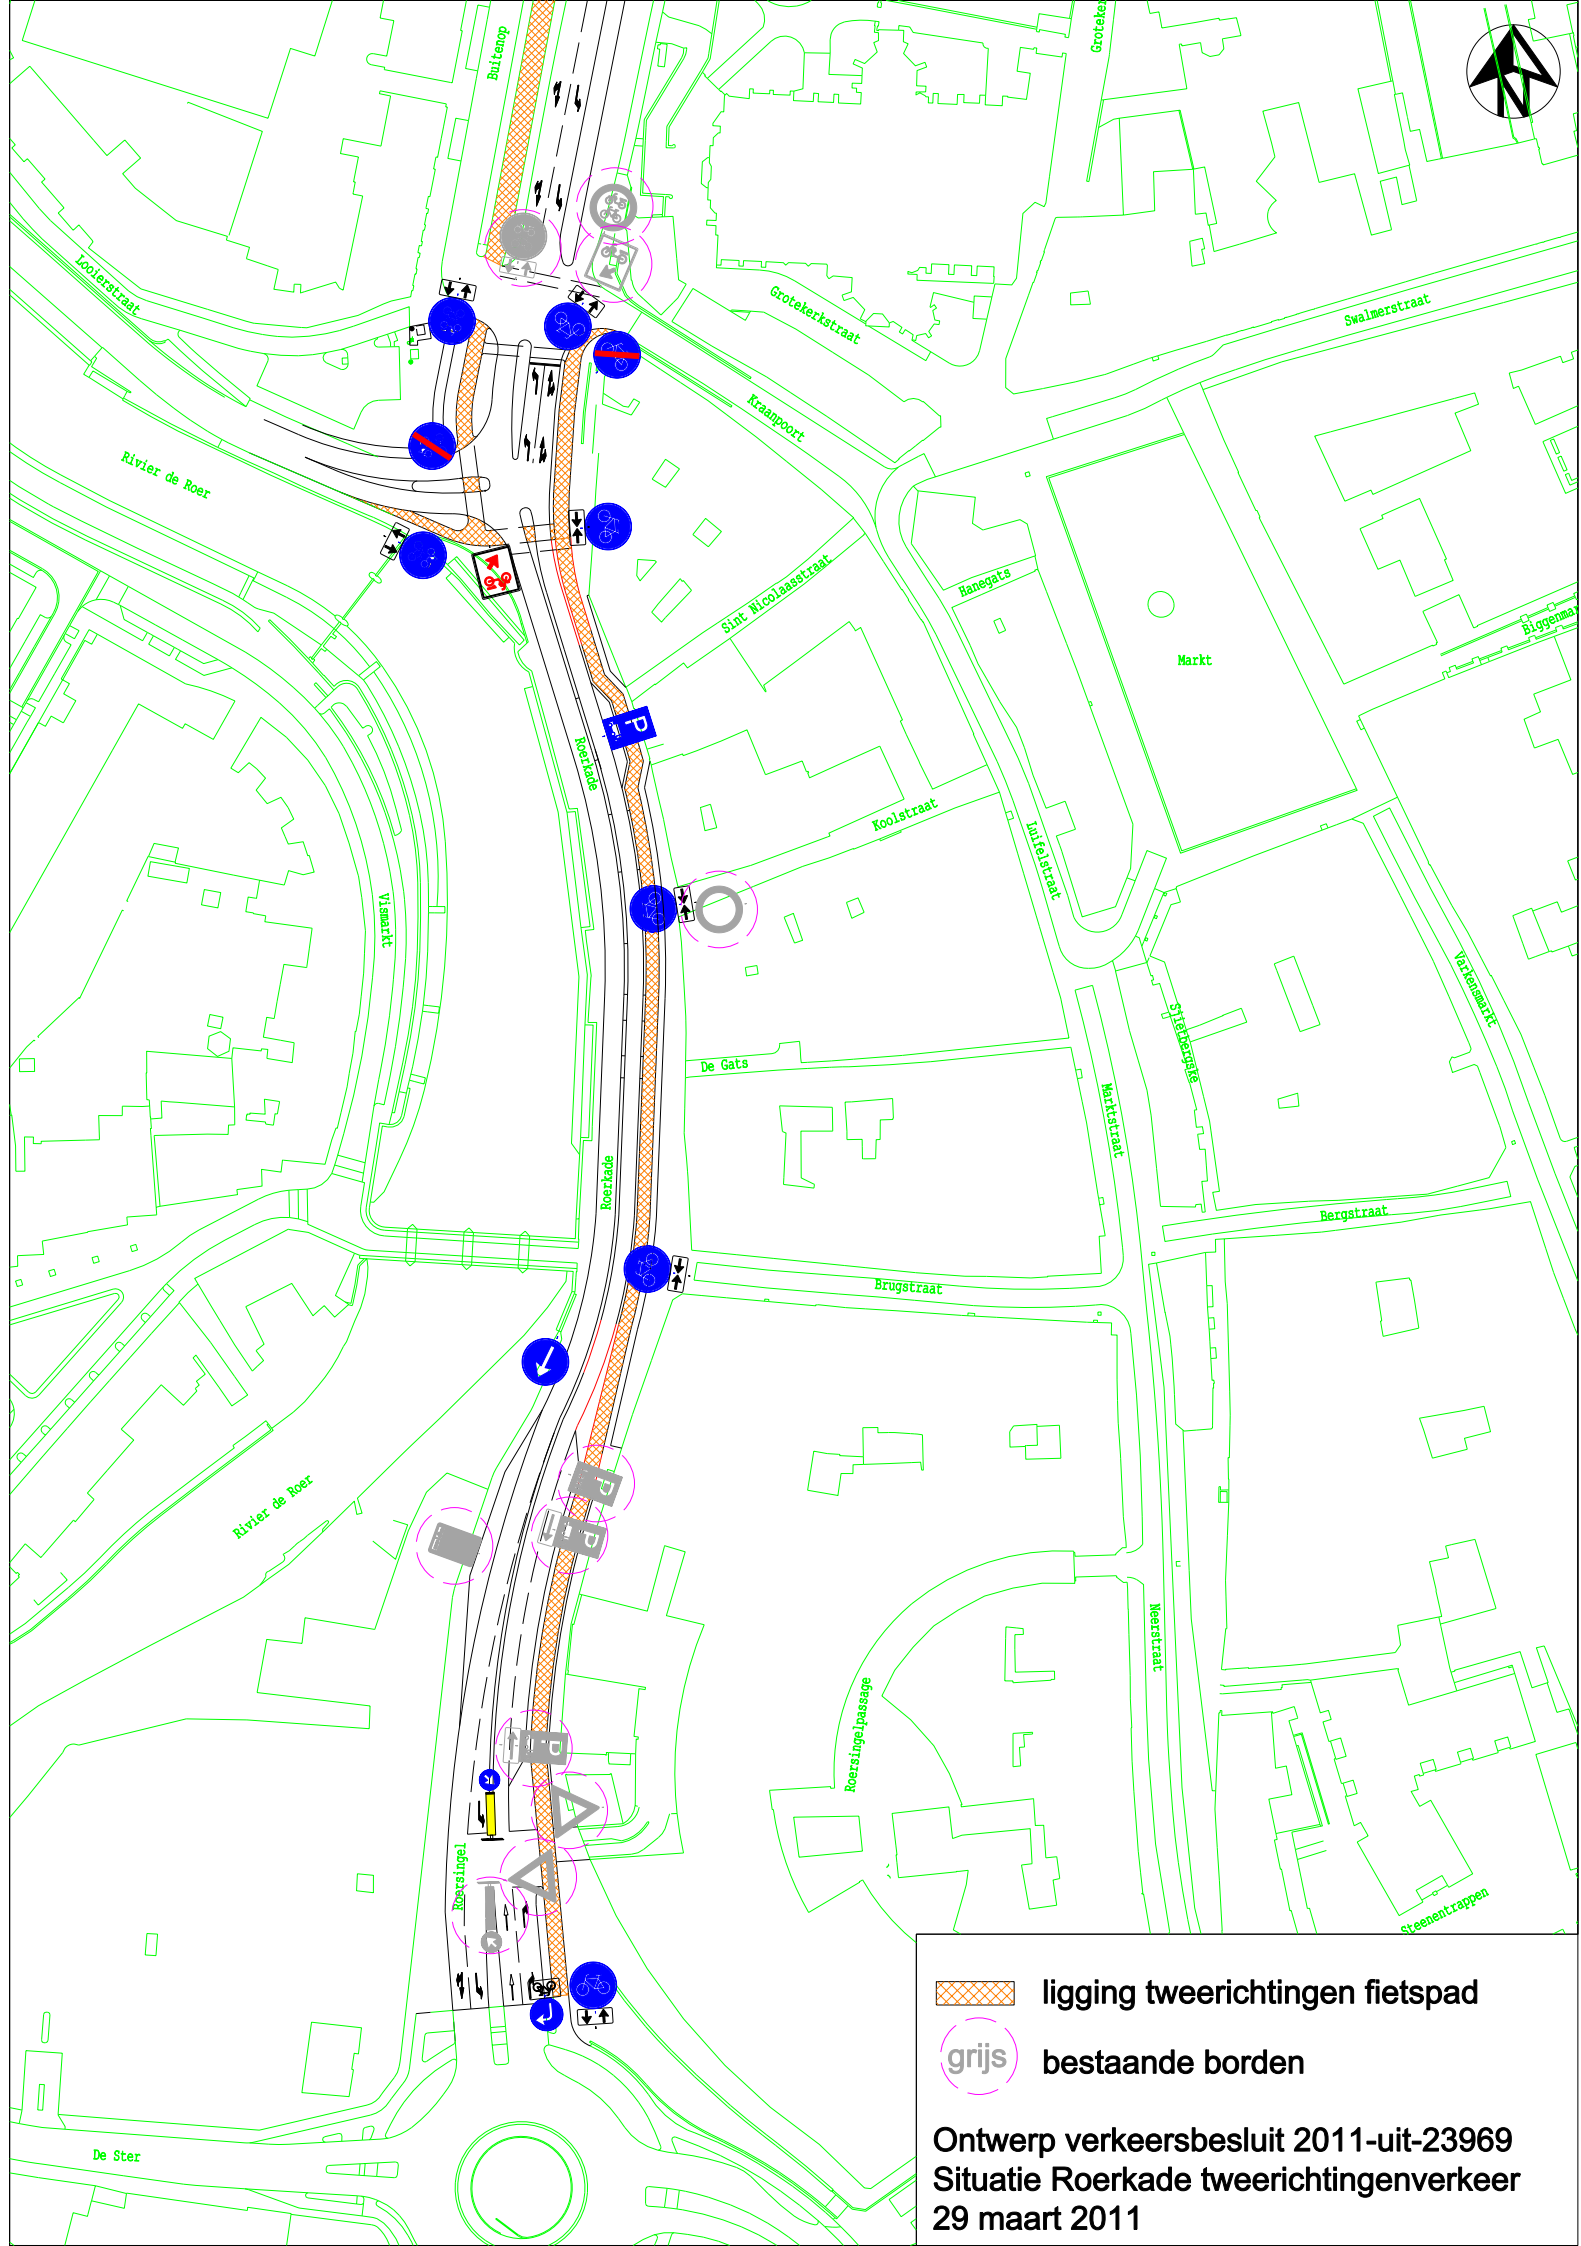 Buitenop
Looierstraat
Grotekerkstraat
Swalmerstraat
Kraanpoort
Rivier de Roer
Sint Nicolaasstraat
Hanegats
Markt
Roerkade
P
Koolstraat
Luifelstraat
Vismarkt
Varkensmarkt
Sjietbergske
De Gats
Marktstraat
Roerkade
Bergstraat
Brugstraat
P
P
Rivier de Roer
Neerstraat
Roersingelpassage
P
Roersingel
Steenentrappen
De Ster
ligging tweerichtingen fietspad
grijs
bestaande borden
Ontwerp verkeersbesluit 2011-uit-23969
Situatie Roerkade tweerichtingenverkeer
29 maart 2011